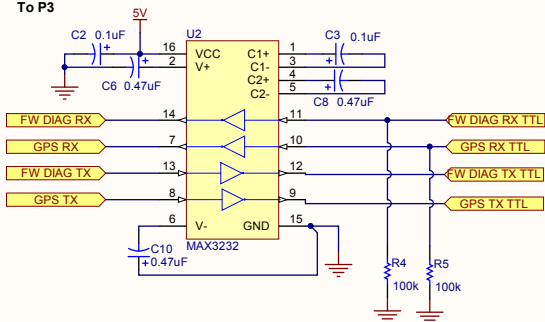 To P3
5V
C2 0.1uF
C6 0.47uF
U2
16 VCC C1+ 1
2 V+ C1- 3
C2+ 4
C2- 5
C3 0.1uF
C8 0.47uF
FW DIAG RX 14 11 FW DIAG RX TTL
GPS RX 7 10 GPS RX TTL
FW DIAG TX 13 12 FW DIAG TX TTL
GPS TX 8 9 GPS TX TTL
6 V- GND 15
MAX3232
C10
0.47uF
R4
100k
R5
100k